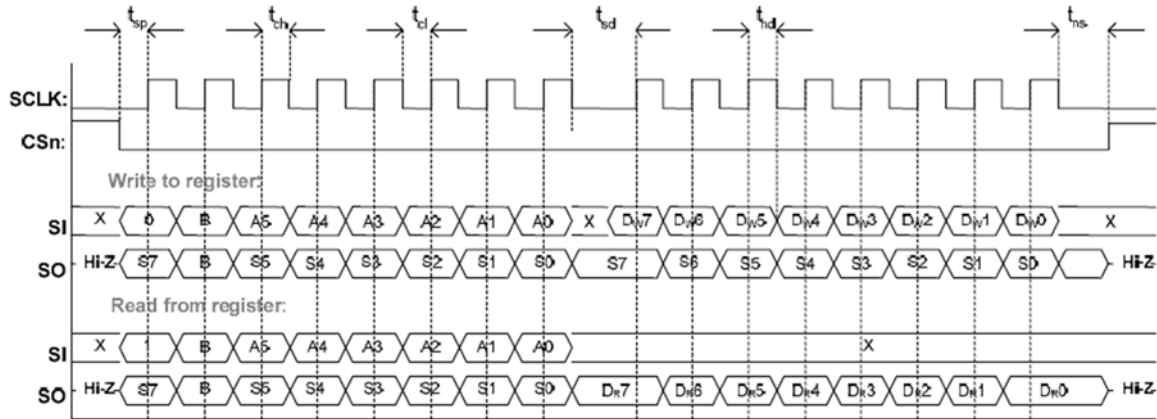 tsp tch tcl tsd thd tns
SCLK:
CSn:
Write to register:
SI X 0 B A5 A4 A3 A2 A1 A0 X DW7 DW6 DW5 DW4 DW3 DW2 DW1 DW0 X
SO Hi-Z S7 B S5 S4 S3 S2 S1 S0 S7 S6 S5 S4 S3 S2 S1 S0 Hi-Z
Read from register:
SI X 1 B A5 A4 A3 A2 A1 A0 X
SO Hi-Z S7 B S5 S4 S3 S2 S1 S0 DR7 DR6 DR5 DR4 DR3 DR2 DR1 DR0 Hi-Z